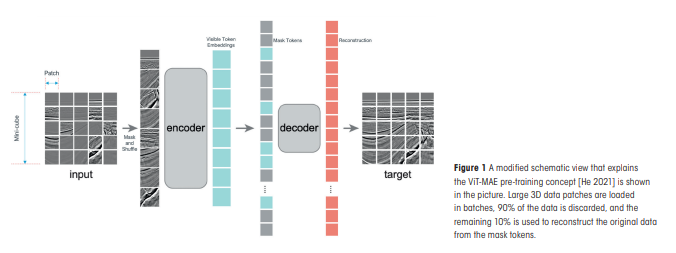 Visible Token
Embeddings
Mask Tokens
Reconstruction
Patch
Mini-cube
Mask
and
Shuffle
encoder
decoder
input
target
Figure 1 A modified schematic view that explains
the ViT-MAE pre-training concept [He 2021] is shown
in the picture. Large 3D data patches are loaded
in batches, 90% of the data is discarded, and the
remaining 10% is used to reconstruct the original data
from the mask tokens.